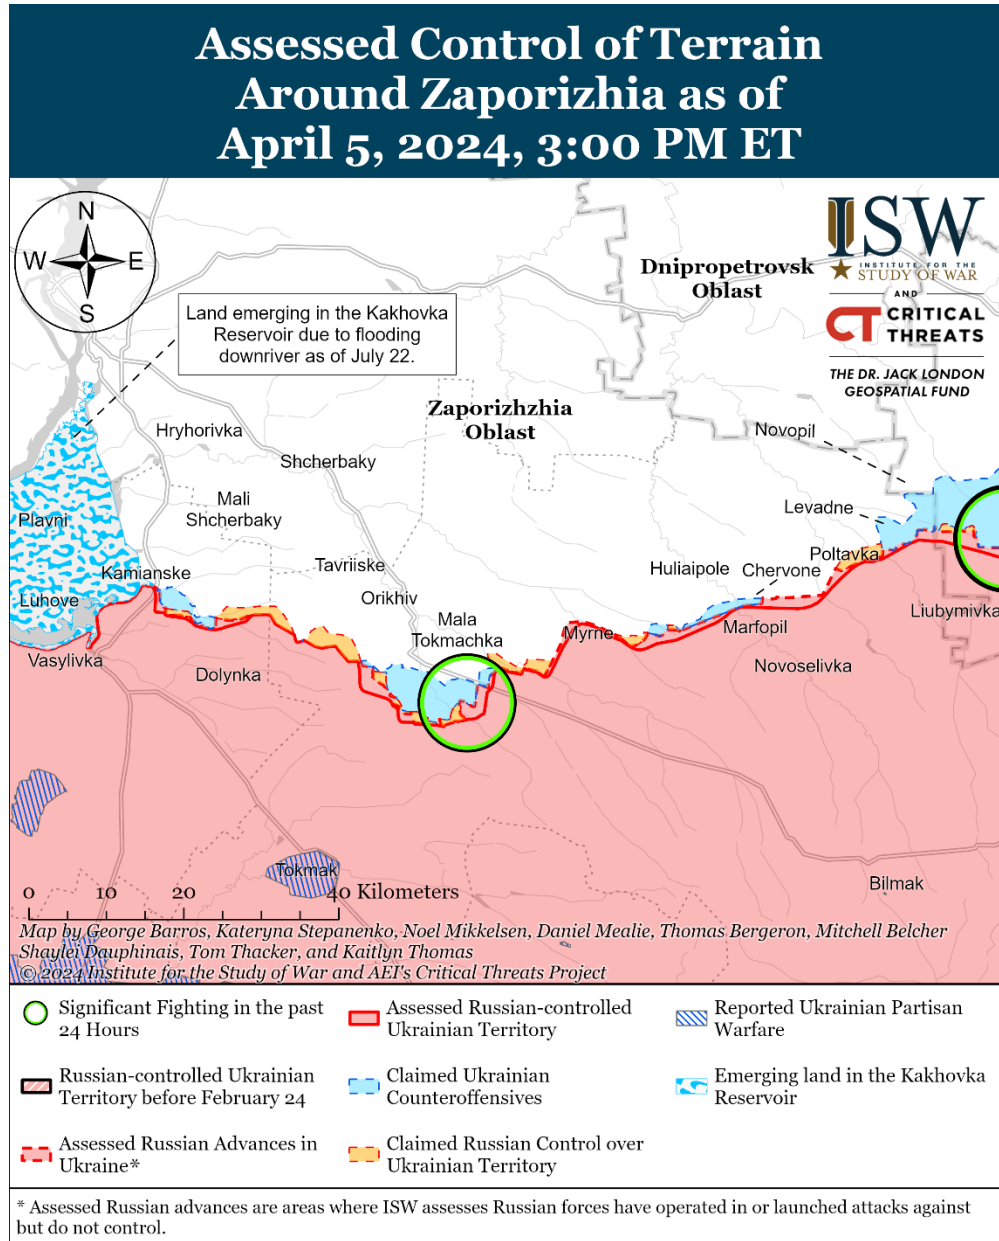 Assessed Control of Terrain
Around Zaporizhia as of
April 5, 2024, 3:00 PM ET
N
W
E
S
ISW
INSTITUTE FOR THE
STUDY OF WAR
AND
CT CRITICAL
THREATS
THE DR. JACK LONDON
GEOSPATIAL FUND
Dnipropetrovsk
Oblast
Land emerging in the Kakhovka
Reservoir due to flooding
downriver as of July 22.
Zaporizhzhia
Oblast
Hryhorivka
Novopil
Shcherbaky
Mali
Shcherbaky
Levadne
Plavni
Poltavka
Tavriiske
Kamianske
Huliaipole
Chervone
Orikhiv
Luhove
Liubymivka
Mala
Tokmachka
Myrne
Marfopil
Vasylivka
Dolynka
Novoselivka
Tokmak
Bilmak
0 10 20 40 Kilometers
Map by George Barros, Kateryna Stepanenko, Noel Mikkelsen, Daniel Mealie, Thomas Bergeron, Mitchell Belcher
Shaylei Dauphinais, Tom Thacker, and Kaitlyn Thomas
© 2024 Institute for the Study of War and AEI's Critical Threats Project
Significant Fighting in the past
24 Hours
Assessed Russian-controlled
Ukrainian Territory
Reported Ukrainian Partisan
Warfare
Russian-controlled Ukrainian
Territory before February 24
Claimed Ukrainian
Counteroffensives
Emerging land in the Kakhovka
Reservoir
Assessed Russian Advances in
Ukraine*
Claimed Russian Control over
Ukrainian Territory
* Assessed Russian advances are areas where ISW assesses Russian forces have operated in or launched attacks against
but do not control.